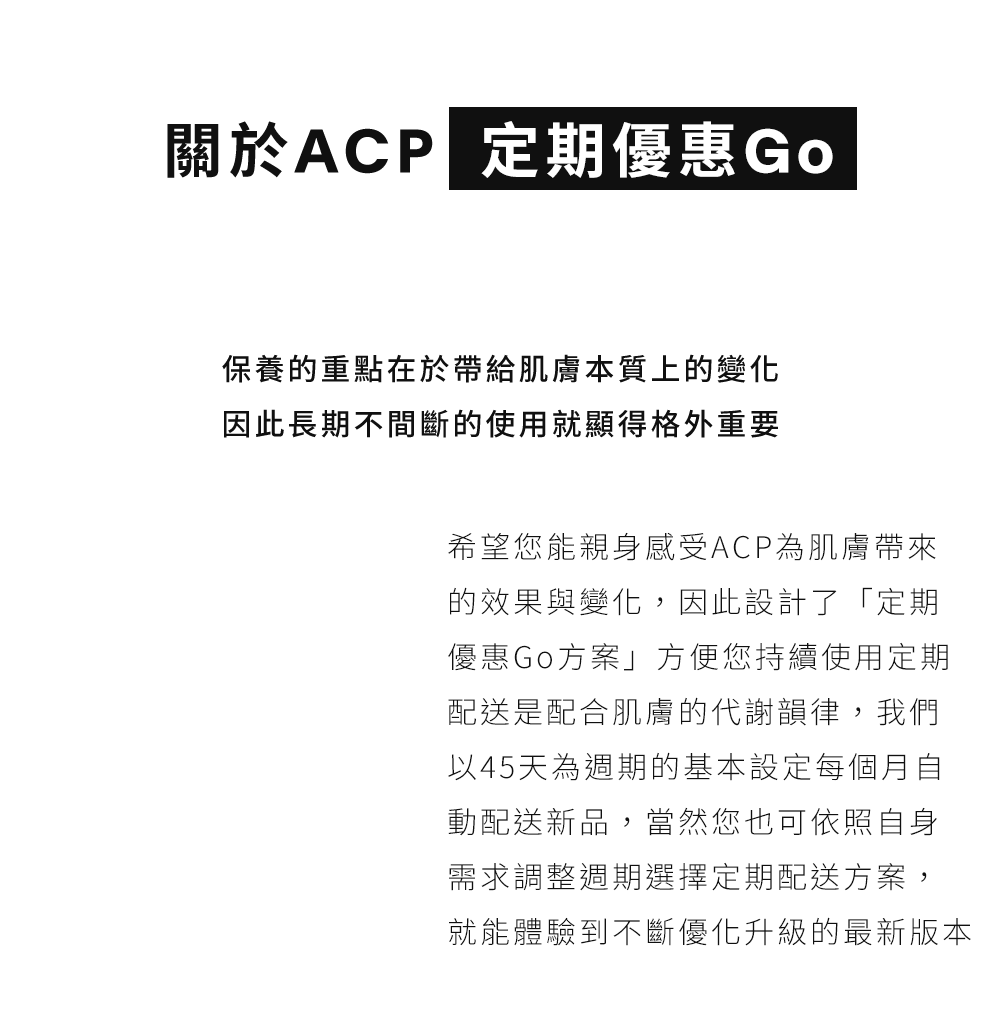 關於ACP 定期優惠Go
保養的重點在於帶給肌膚本質上的變化
因此長期不間斷的使用就顯得格外重要
希望您能親身感受ACP為肌膚帶來
的效果與變化，因此設計了「定期
優惠Go方案」方便您持續使用定期
配送是配合肌膚的代謝韻律，我們
以45天為週期的基本設定每個月自
動配送新品，當然您也可依照自身
需求調整週期選擇定期配送方案，
就能體驗到不斷優化升級的最新版本